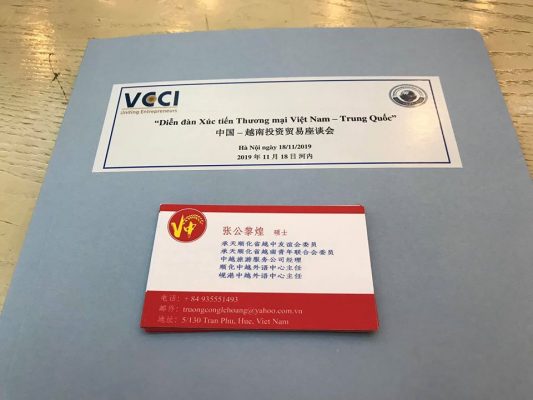 VCCI
Uniting Entrepreneurs
"Diễn đàn Xúc tiến Thương mại Việt Nam – Trung Quốc"
中国 – 越南投资贸易座谈会
Hà Nội ngày 18/11/2019
2019 年 11 月 18 日 河内
V中
张公黎煌 硕士
承天顺化省越中友谊会委员
承天顺化省越南青年联合会委员
中越旅游服务公司经理
顺化中越外语中心主任
岘港中越外语中心主任
电话: + 84 935551493
邮件: truongconglehoang@yahoo.com.vn
地址: 5/130 Tran Phu, Hue, Viet Nam